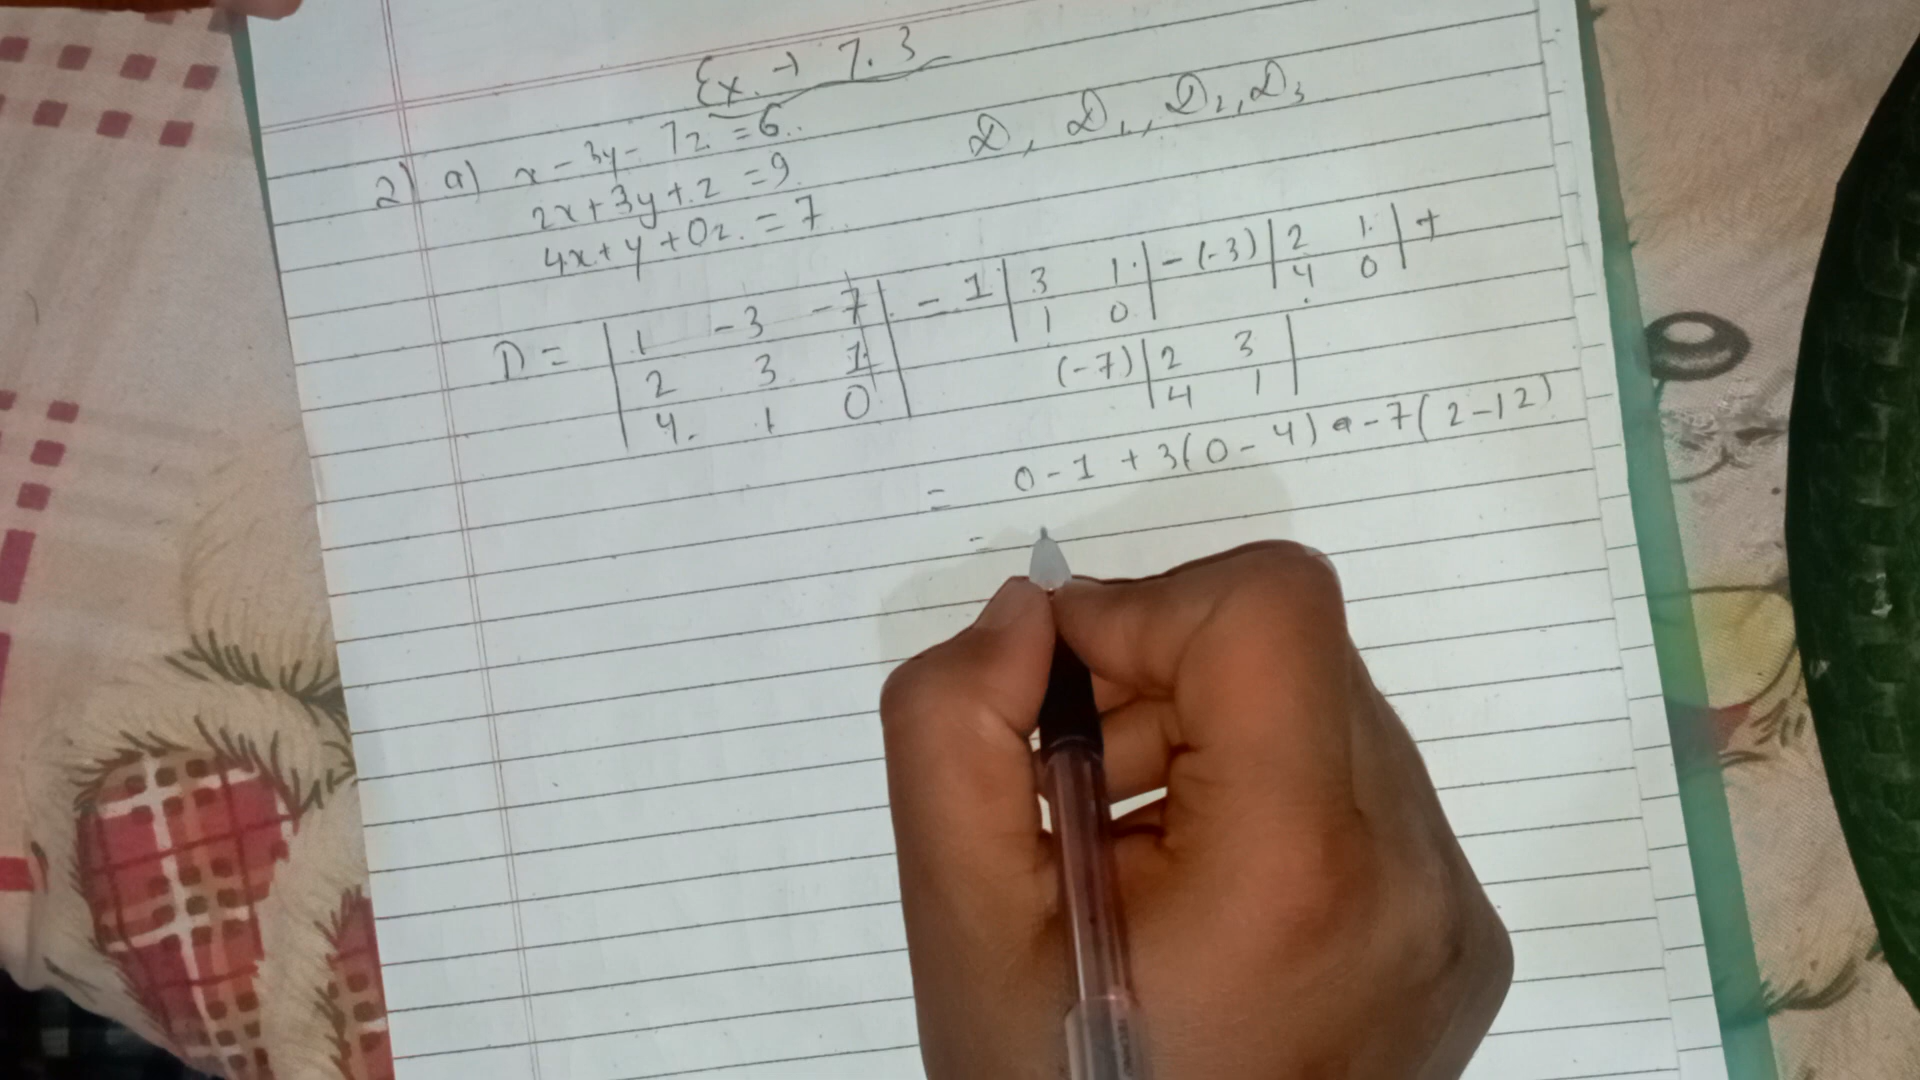 Ex. → 7.3
2) a) x - 3y - 7z = 6
D, D₁, D₂, D₃
2x + 3y + z = 9
4x + y + 0z = 7
D = | 1 -3 -7 | = 1 | 3 1 | - (-3) | 2 1 | +
| 2 3 1 | | 1 0 | | 4 0 |
| 4 1 0 | (-7) | 2 3 |
| 4 1 |
= 0 - 1 + 3(0 - 4) - 7(2 - 12)
=